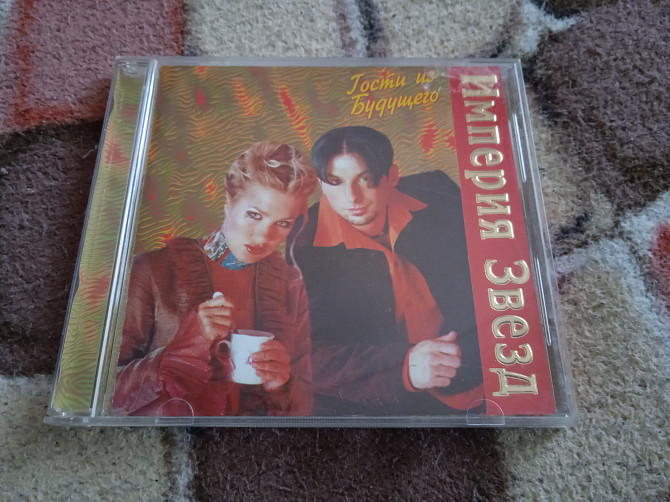 Гости из
Будущего
Империя Звезд